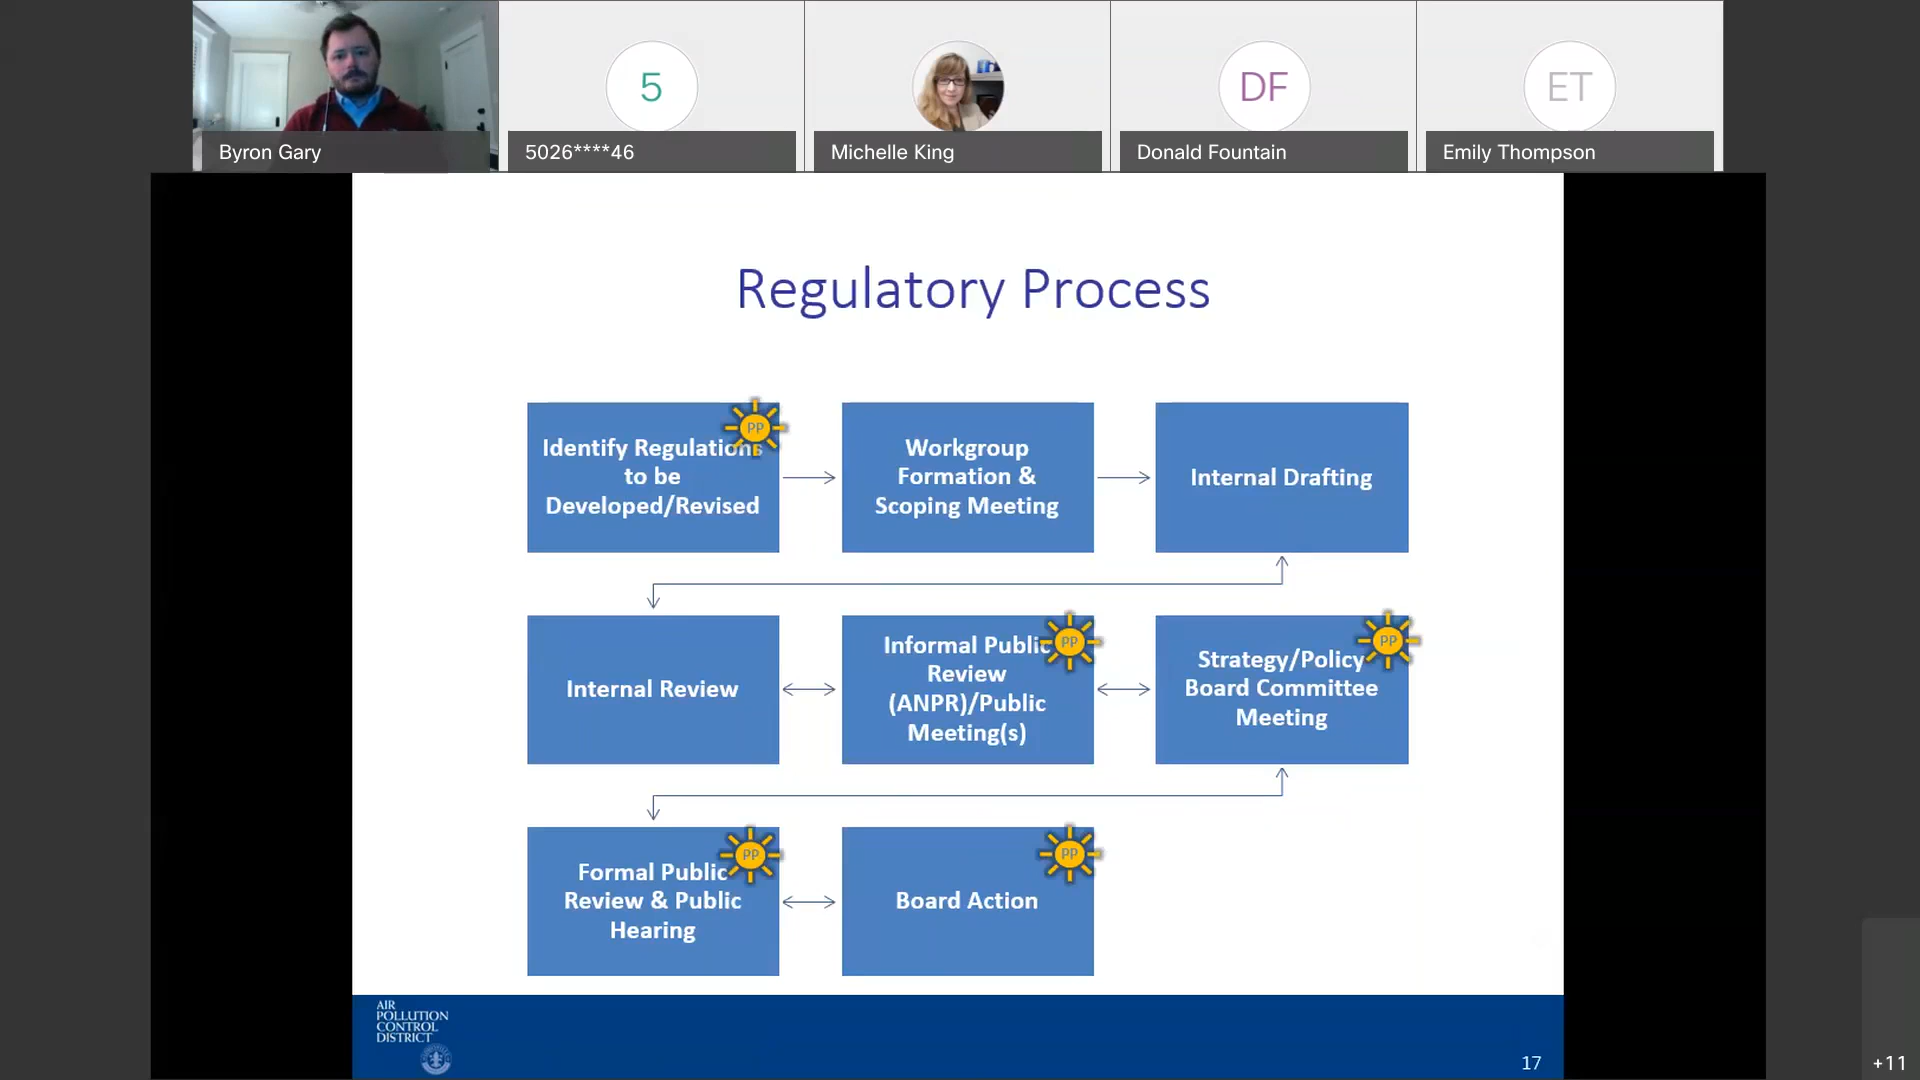 5
DF
ET
Byron Gary
5026****46
Michelle King
Donald Fountain
Emily Thompson
Regulatory Process
PP
Identify Regulations
to be
Developed/Revised
Workgroup
Formation &
Scoping Meeting
Internal Drafting
Internal Review
PP
Informal Public
Review
(ANPR)/Public
Meeting(s)
PP
Strategy/Policy
Board Committee
Meeting
PP
Formal Public
Review & Public
Hearing
PP
Board Action
AIR
POLLUTION
CONTROL
DISTRICT
17
+11